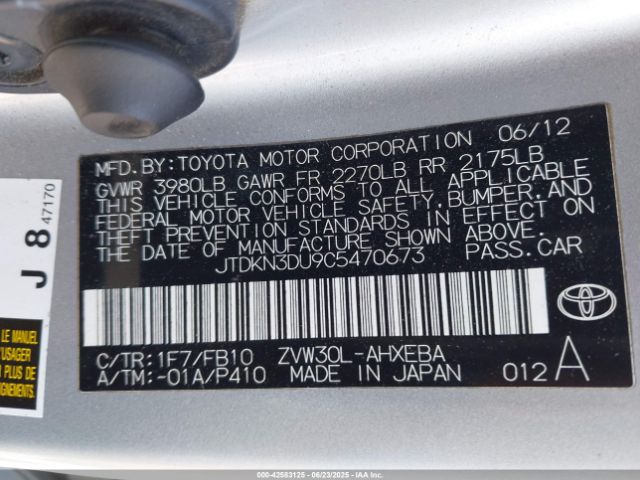 06/12
MFD.BY:TOYOTA MOTOR CORPORATION
GVWR 3980LB GAWR FR 2270LB RR 2175LB
THIS VEHICLE CONFORMS TO ALL APPLICABLE
FEDERAL MOTOR VEHICLE SAFETY,BUMPER,AND
THEFT PREVENTION STANDARDS IN EFFECT ON
THE DATE OF MANUFACTURE SHOWN ABOVE.
JTDKN3DU9C5470673 PASS.CAR
C/TR:1F7/FB10 ZVW30L-AHXEBA
A/TM:-01A/P410 MADE IN JAPAN 012 A
TOYOTA
J 8 47170
LE MANUEL
PLUS DE
GNEMENTS.
000-42583125 - 06/23/2025 - IAA Inc.